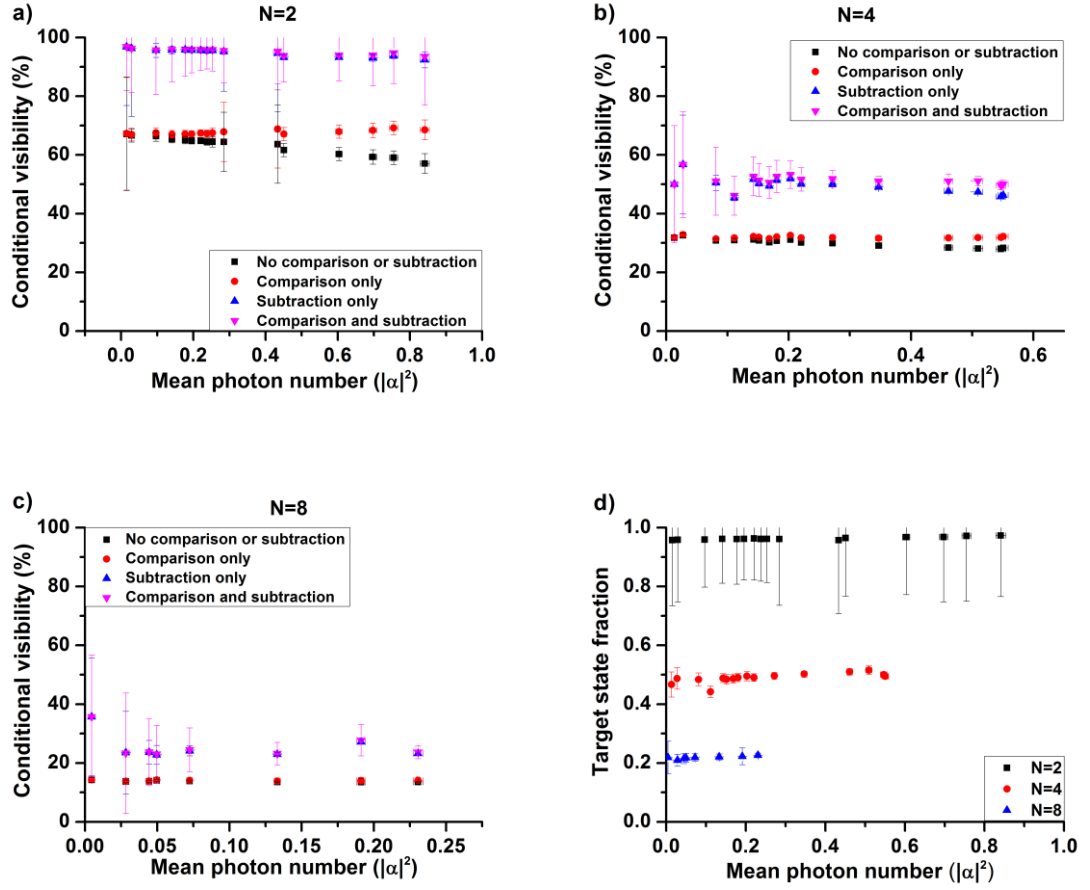 a)
N=2
Conditional visibility (%)
100
80
60
40
20
0
No comparison or subtraction
Comparison only
Subtraction only
Comparison and subtraction
0.0 0.2 0.4 0.6 0.8 1.0
Mean photon number (|α|²)
b)
N=4
Conditional visibility (%)
100
80
60
40
20
0
No comparison or subtraction
Comparison only
Subtraction only
Comparison and subtraction
0.0 0.2 0.4 0.6
Mean photon number (|α|²)
c)
N=8
Conditional visibility (%)
100
80
60
40
20
0
No comparison or subtraction
Comparison only
Subtraction only
Comparison and subtraction
0.00 0.05 0.10 0.15 0.20 0.25
Mean photon number (|α|²)
d)
Target state fraction
1.0
0.8
0.6
0.4
0.2
0.0
N=2
N=4
N=8
0.0 0.2 0.4 0.6 0.8 1.0
Mean photon number (|α|²)